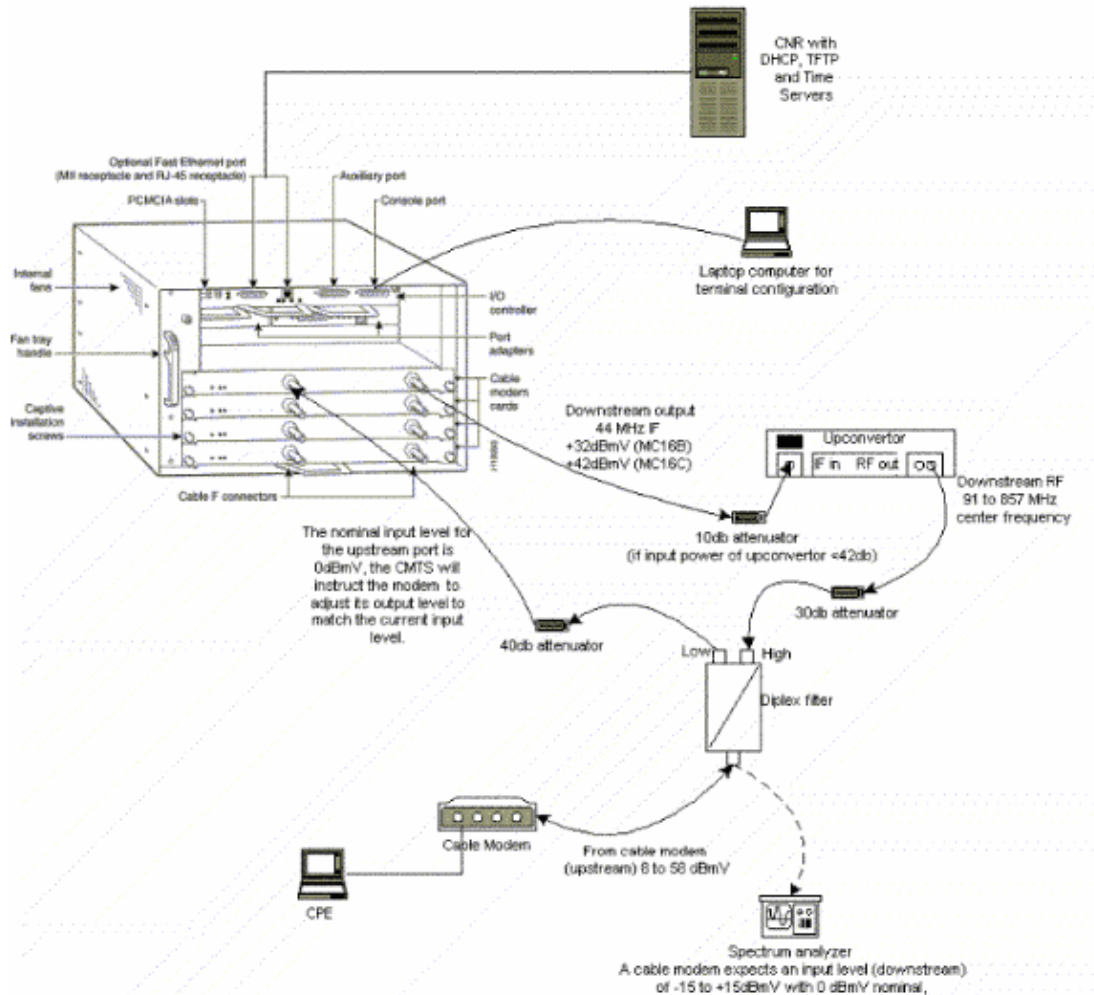 CNR with
DHCP, TFTP
and Time
Servers
Optional Fast Ethernet port
(MII receptacle and RJ-45 receptacle)
Auxiliary port
PCMCIA slots
Console port
Laptop computer for
terminal configuration
Internal
fans
I/O
controller
Fan tray
handle
Port
adapters
Cable
modem
cards
Captive
installation
screws
Cable F connectors
Downstream output
44 MHz IF
+32dBmV (MC16B)
+42dBmV (MC16C)
Upconvertor
IF in RF out
Downstream RF
91 to 857 MHz
center frequency
10db attenuator
(if input power of upconvertor <42db)
The nominal input level for
the upstream port is
0dBmV, the CMTS will
instruct the modem to
adjust its output level to
match the current input
level.
30db attenuator
40db attenuator
Low
High
Diplex filter
Cable Modem
From cable modem
(upstream) 8 to 58 dBmV
CPE
Spectrum analyzer
A cable modem expects an input level (downstream)
of -15 to +15dBmV with 0 dBmV nominal,